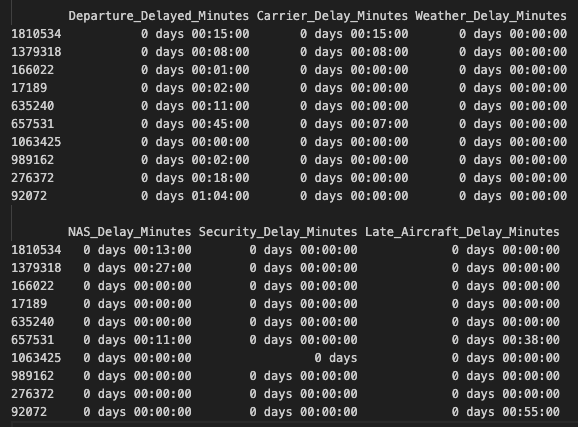 Departure_Delayed_Minutes Carrier_Delay_Minutes Weather_Delay_Minutes
1810534 0 days 00:15:00 0 days 00:15:00 0 days 00:00:00
1379318 0 days 00:08:00 0 days 00:08:00 0 days 00:00:00
166022 0 days 00:01:00 0 days 00:00:00 0 days 00:00:00
17189 0 days 00:02:00 0 days 00:00:00 0 days 00:00:00
635240 0 days 00:11:00 0 days 00:00:00 0 days 00:00:00
657531 0 days 00:45:00 0 days 00:07:00 0 days 00:00:00
1063425 0 days 00:00:00 0 days 00:00:00 0 days 00:00:00
989162 0 days 00:02:00 0 days 00:00:00 0 days 00:00:00
276372 0 days 00:18:00 0 days 00:00:00 0 days 00:00:00
92072 0 days 01:04:00 0 days 00:00:00 0 days 00:00:00
NAS_Delay_Minutes Security_Delay_Minutes Late_Aircraft_Delay_Minutes
1810534 0 days 00:13:00 0 days 00:00:00 0 days 00:00:00
1379318 0 days 00:27:00 0 days 00:00:00 0 days 00:00:00
166022 0 days 00:00:00 0 days 00:00:00 0 days 00:00:00
17189 0 days 00:00:00 0 days 00:00:00 0 days 00:00:00
635240 0 days 00:00:00 0 days 00:00:00 0 days 00:00:00
657531 0 days 00:11:00 0 days 00:00:00 0 days 00:38:00
1063425 0 days 00:00:00 0 days 0 days 00:00:00
989162 0 days 00:00:00 0 days 00:00:00 0 days 00:00:00
276372 0 days 00:00:00 0 days 00:00:00 0 days 00:00:00
92072 0 days 00:00:00 0 days 00:00:00 0 days 00:55:00